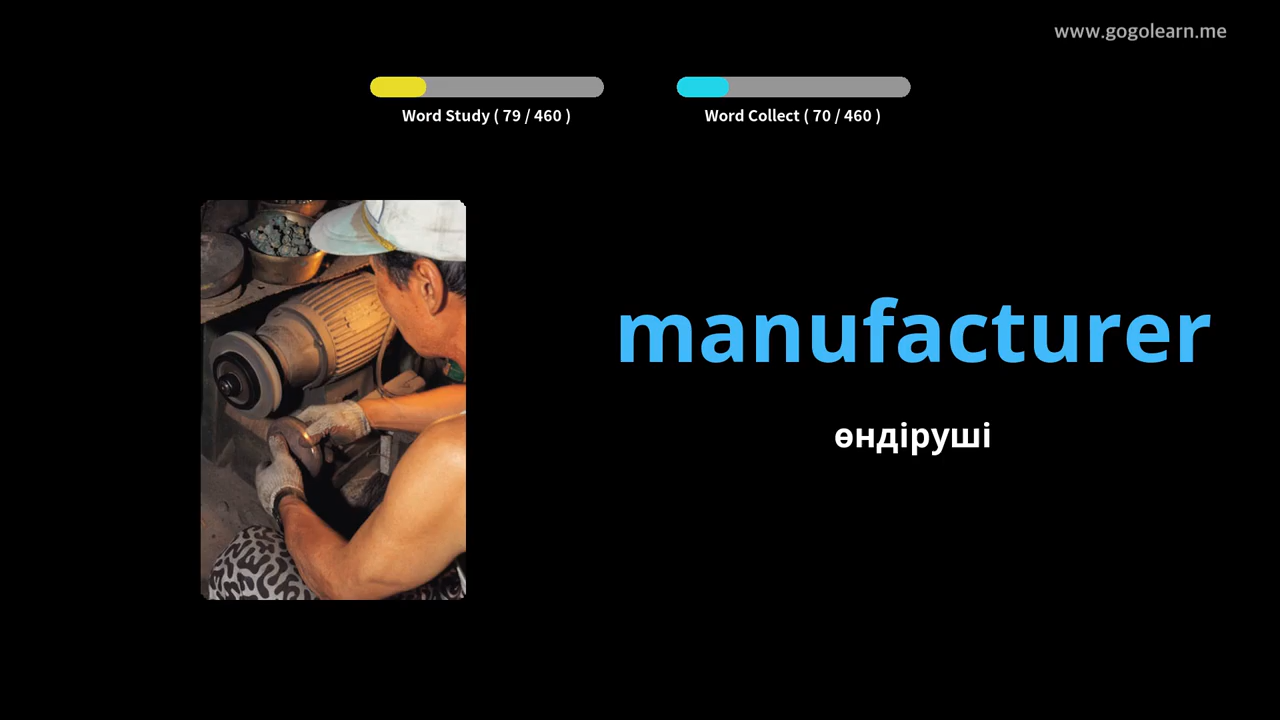 www.gogolearn.me
Word Study ( 79 / 460 )
Word Collect ( 70 / 460 )
manufacturer
өндіруші